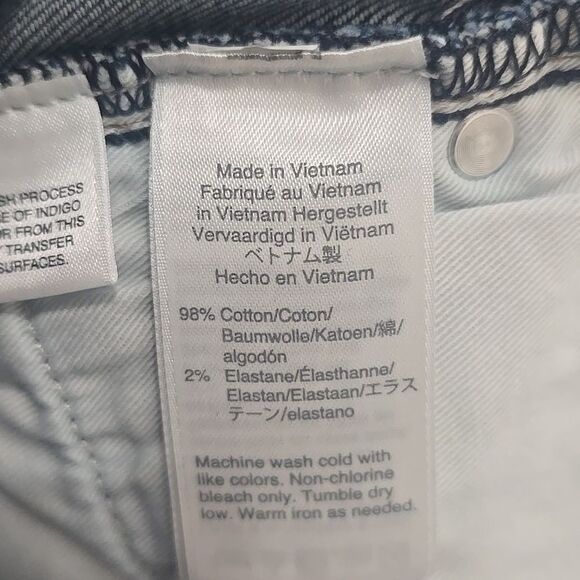 SH PROCESS
E OF INDIGO
OR FROM THIS
TRANSFER
SURFACES.
Made in Vietnam
Fabriqué au Vietnam
in Vietnam Hergestellt
Vervaardigd in Viëtnam
ベトナム製
Hecho en Vietnam
98% Cotton/Coton/
Baumwolle/Katoen/綿/
algodón
2% Elastane/Élasthanne/
Elastan/Elastaan/エラス
テーン/elastano
Machine wash cold with
like colors. Non-chlorine
bleach only. Tumble dry
low. Warm iron as needed.